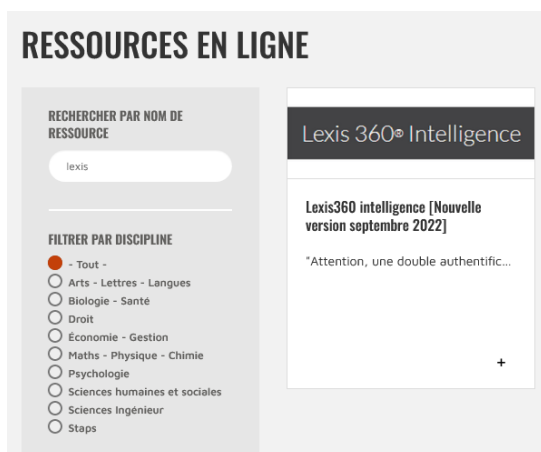 RESSOURCES EN LIGNE
RECHERCHER PAR NOM DE
RESSOURCE
lexis
FILTRER PAR DISCIPLINE
- Tout -
Arts - Lettres - Langues
Biologie - Santé
Droit
Économie - Gestion
Maths - Physique - Chimie
Psychologie
Sciences humaines et sociales
Sciences Ingénieur
Staps
Lexis 360® Intelligence
Lexis360 intelligence [Nouvelle
version septembre 2022]
"Attention, une double authentific...
+